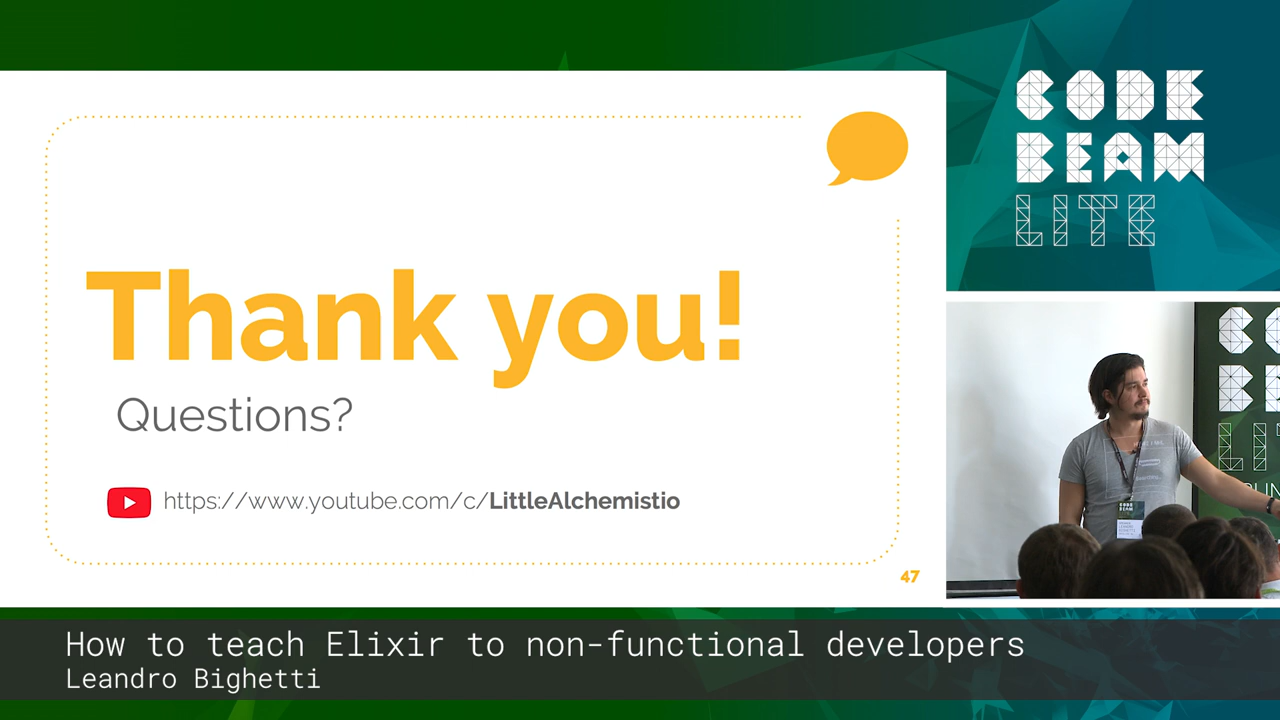 CODE
BEAM
LITE
Thank you!
Questions?
https://www.youtube.com/c/LittleAlchemistio
47
How to teach Elixir to non-functional developers
Leandro Bighetti